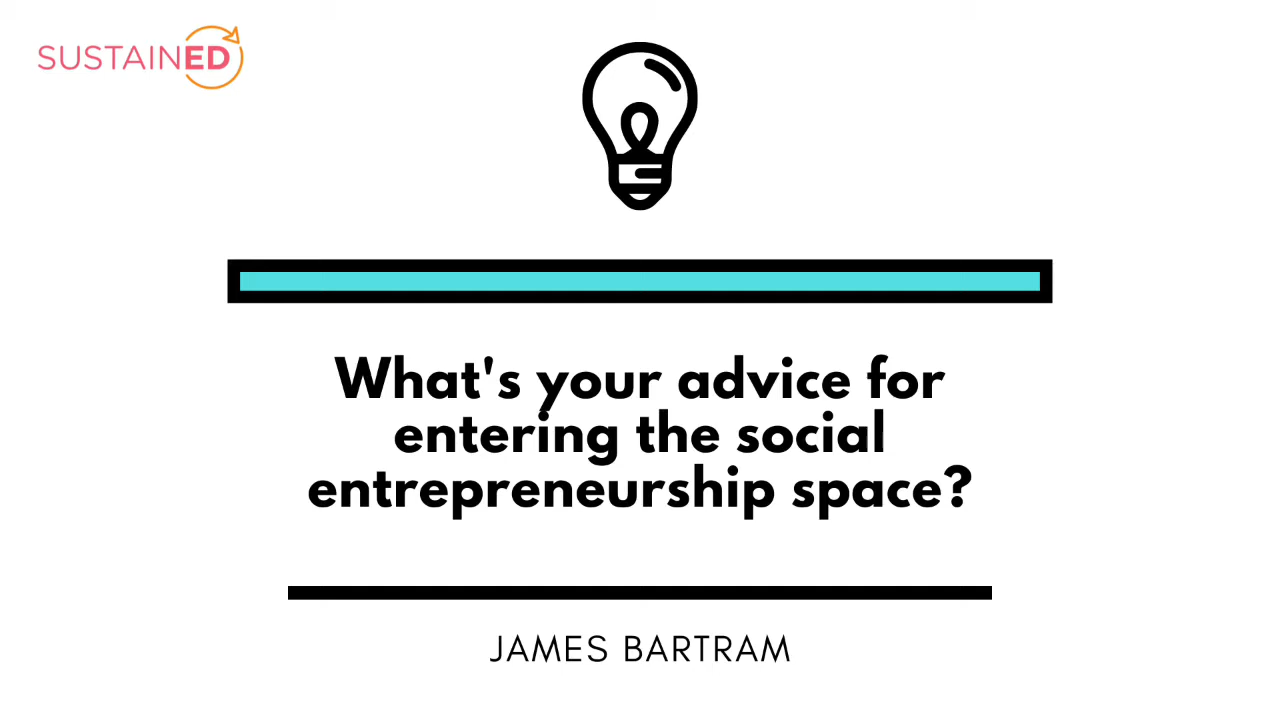 SUSTAINED
What's your advice for
entering the social
entrepreneurship space?
JAMES BARTRAM